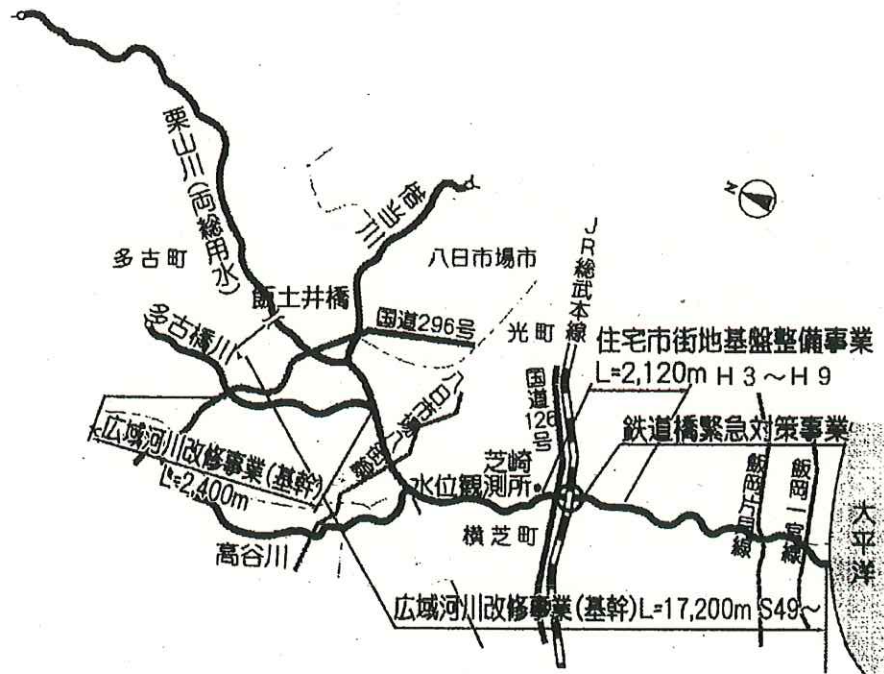 栗山川(両総用水)
借当川
多古町
八日市場市
飯土井橋
国道296号
多古橋川
光町
JR総武本線
N
住宅市街地基盤整備事業
L=2,120m H3～H9
国道126号
鉄道橋緊急対策事業
広域河川改修事業(基幹)
L=2,400m
芝崎
水位観測所
横芝町
高谷川
飯岡片貝線
飯岡一宮線
太平洋
広域河川改修事業(基幹)L=17,200m S49～